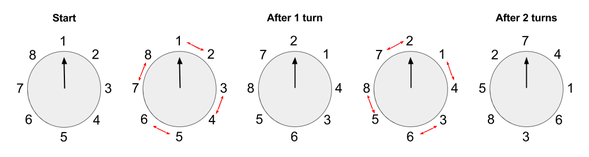 Start After 1 turn After 2 turns
1 1 2 2 7
8 2 8 2 7 1 7 1 2 4
7 3 7 3 8 4 8 4 5 1
6 4 6 4 5 3 5 3 8 6
5 5 6 6 3